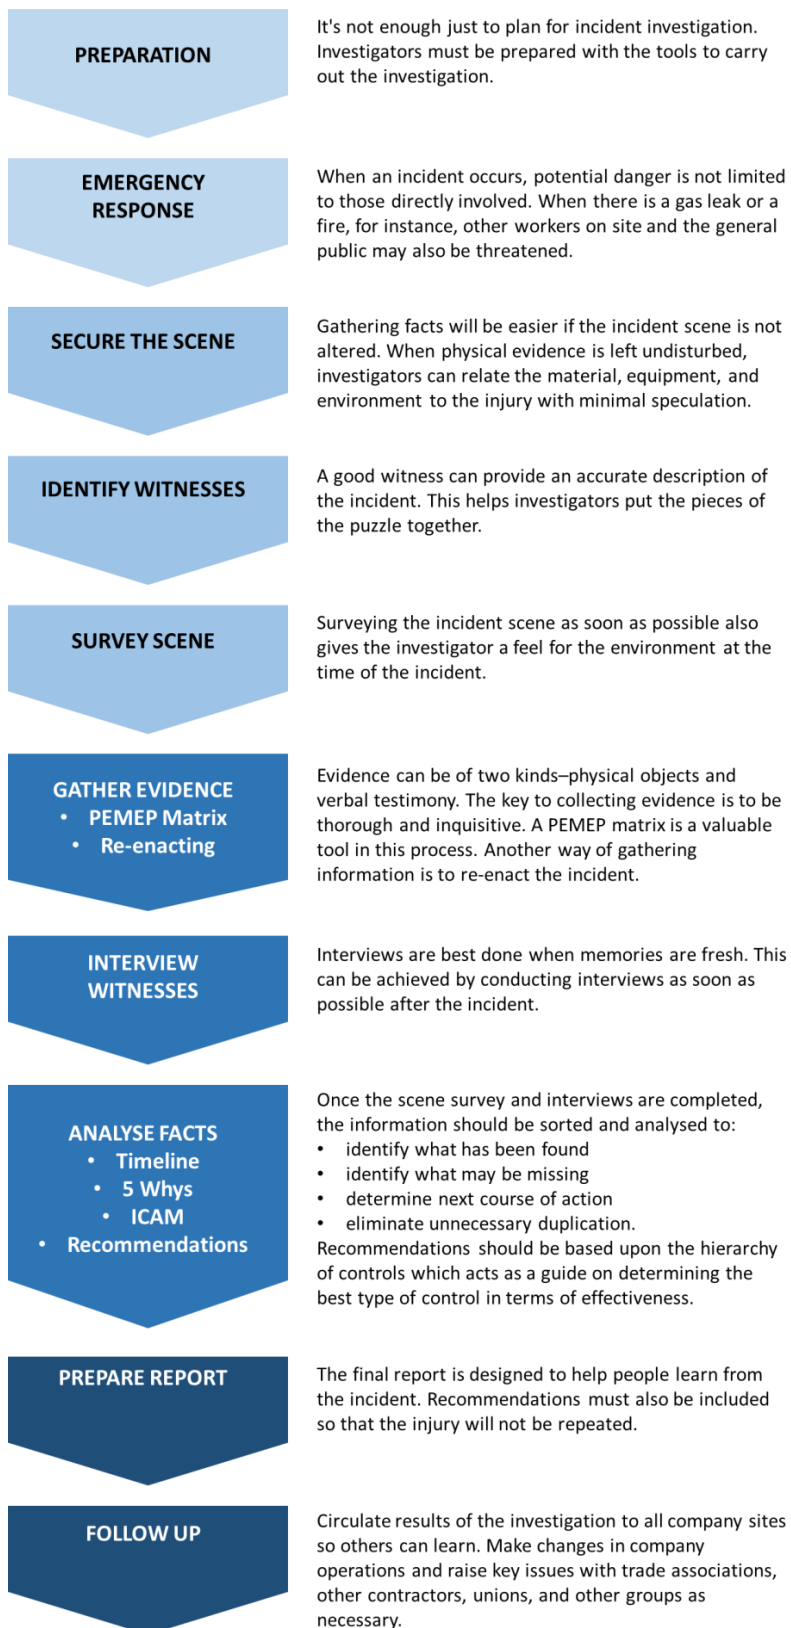 PREPARATION
It's not enough just to plan for incident investigation.
Investigators must be prepared with the tools to carry
out the investigation.
EMERGENCY
RESPONSE
When an incident occurs, potential danger is not limited
to those directly involved. When there is a gas leak or a
fire, for instance, other workers on site and the general
public may also be threatened.
SECURE THE SCENE
Gathering facts will be easier if the incident scene is not
altered. When physical evidence is left undisturbed,
investigators can relate the material, equipment, and
environment to the injury with minimal speculation.
IDENTIFY WITNESSES
A good witness can provide an accurate description of
the incident. This helps investigators put the pieces of
the puzzle together.
SURVEY SCENE
Surveying the incident scene as soon as possible also
gives the investigator a feel for the environment at the
time of the incident.
GATHER EVIDENCE
• PEMEP Matrix
• Re-enacting
Evidence can be of two kinds–physical objects and
verbal testimony. The key to collecting evidence is to be
thorough and inquisitive. A PEMEP matrix is a valuable
tool in this process. Another way of gathering
information is to re-enact the incident.
INTERVIEW
WITNESSES
Interviews are best done when memories are fresh. This
can be achieved by conducting interviews as soon as
possible after the incident.
ANALYSE FACTS
• Timeline
• 5 Whys
• ICAM
• Recommendations
Once the scene survey and interviews are completed,
the information should be sorted and analysed to:
• identify what has been found
• identify what may be missing
• determine next course of action
• eliminate unnecessary duplication.
Recommendations should be based upon the hierarchy
of controls which acts as a guide on determining the
best type of control in terms of effectiveness.
PREPARE REPORT
The final report is designed to help people learn from
the incident. Recommendations must also be included
so that the injury will not be repeated.
FOLLOW UP
Circulate results of the investigation to all company sites
so others can learn. Make changes in company
operations and raise key issues with trade associations,
other contractors, unions, and other groups as
necessary.